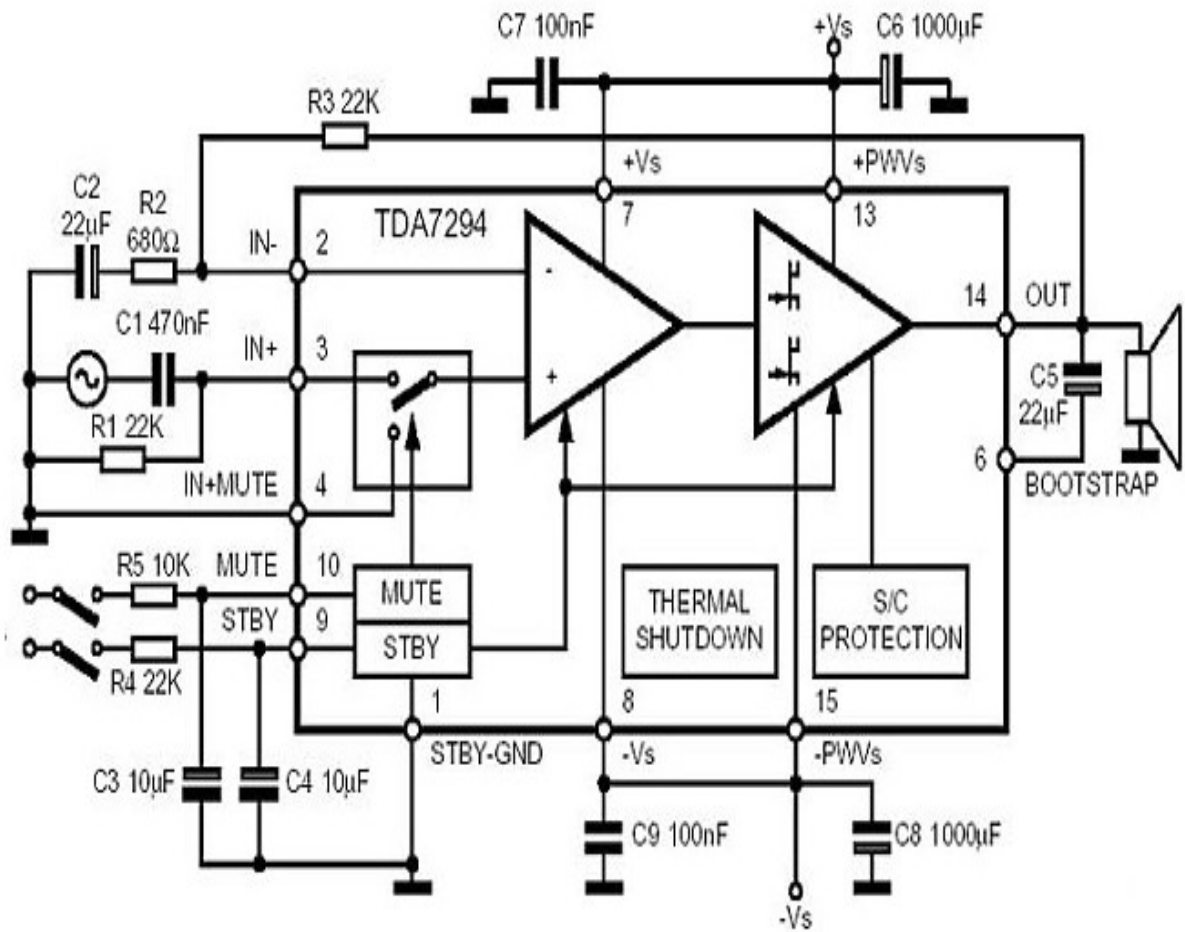 C7 100nF
+Vs
C6 1000µF
R3 22K
+Vs
+PWVs
C2
22µF
R2
680Ω
TDA7294
7
13
IN-
2
-
14
OUT
C1 470nF
IN+
3
+
C5
22µF
R1 22K
6
IN+MUTE
4
BOOTSTRAP
R5 10K
MUTE
10
MUTE
THERMAL
SHUTDOWN
S/C
PROTECTION
STBY
9
STBY
R4 22K
1
8
15
STBY-GND
-Vs
-PWVs
C3 10µF
C4 10µF
C9 100nF
C8 1000µF
-Vs